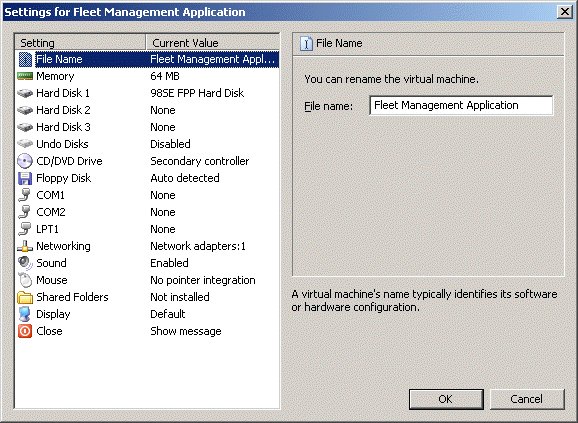 Settings for Fleet Management Application
Setting Current Value
File Name Fleet Management Appl...
Memory 64 MB
Hard Disk 1 98SE FPP Hard Disk
Hard Disk 2 None
Hard Disk 3 None
Undo Disks Disabled
CD/DVD Drive Secondary controller
Floppy Disk Auto detected
COM1 None
COM2 None
LPT1 None
Networking Network adapters:1
Sound Enabled
Mouse No pointer integration
Shared Folders Not installed
Display Default
Close Show message
File Name
You can rename the virtual machine.
File name: Fleet Management Application
A virtual machine's name typically identifies its software
or hardware configuration.
OK Cancel